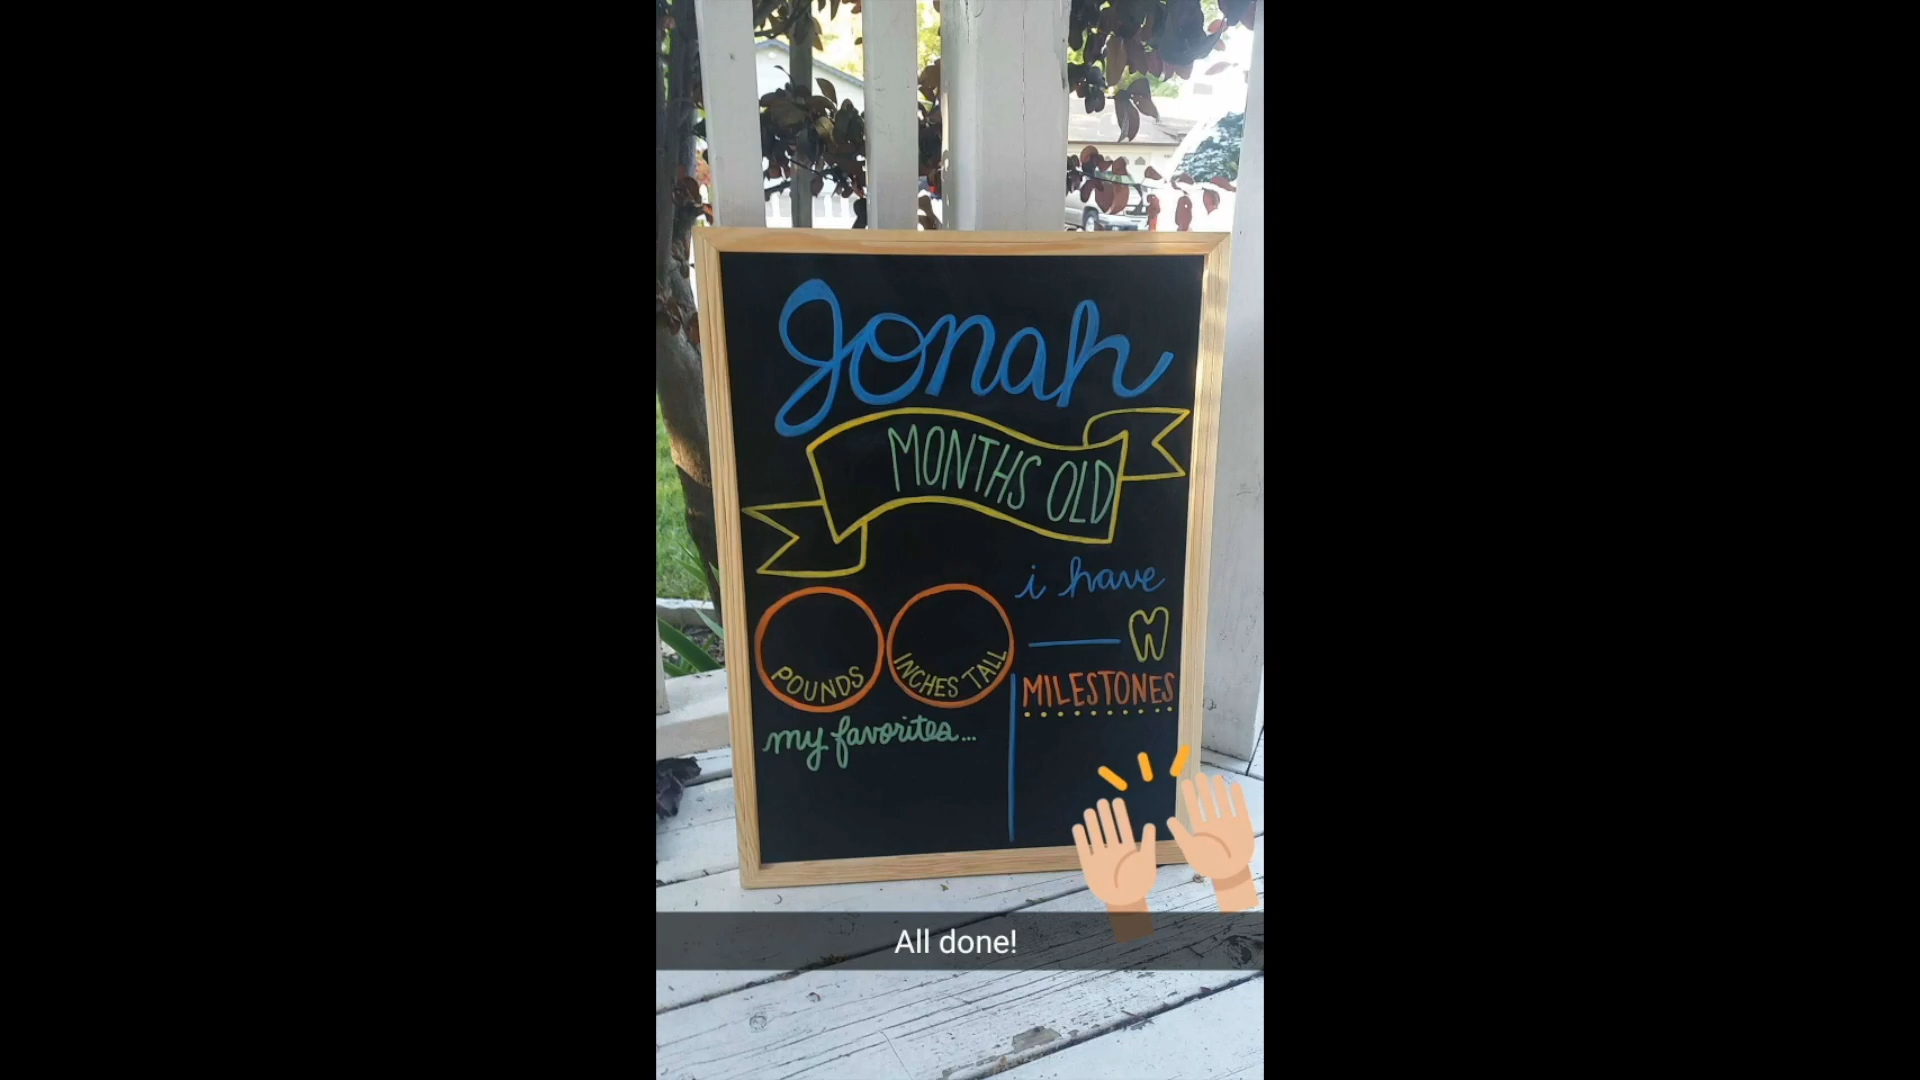 Jonah
MONTHS OLD
i have
POUNDS
INCHES TALL
MILESTONES
my favorites...
All done!